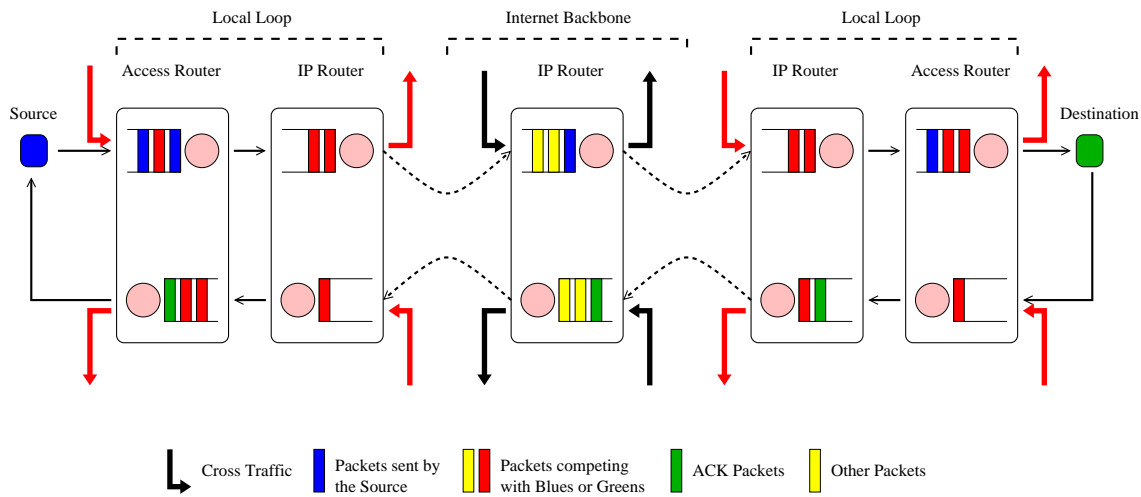 Local Loop
Internet Backbone
Local Loop
Access Router
IP Router
IP Router
IP Router
Access Router
Source
Destination
Cross Traffic
Packets sent by
the Source
Packets competing
with Blues or Greens
ACK Packets
Other Packets